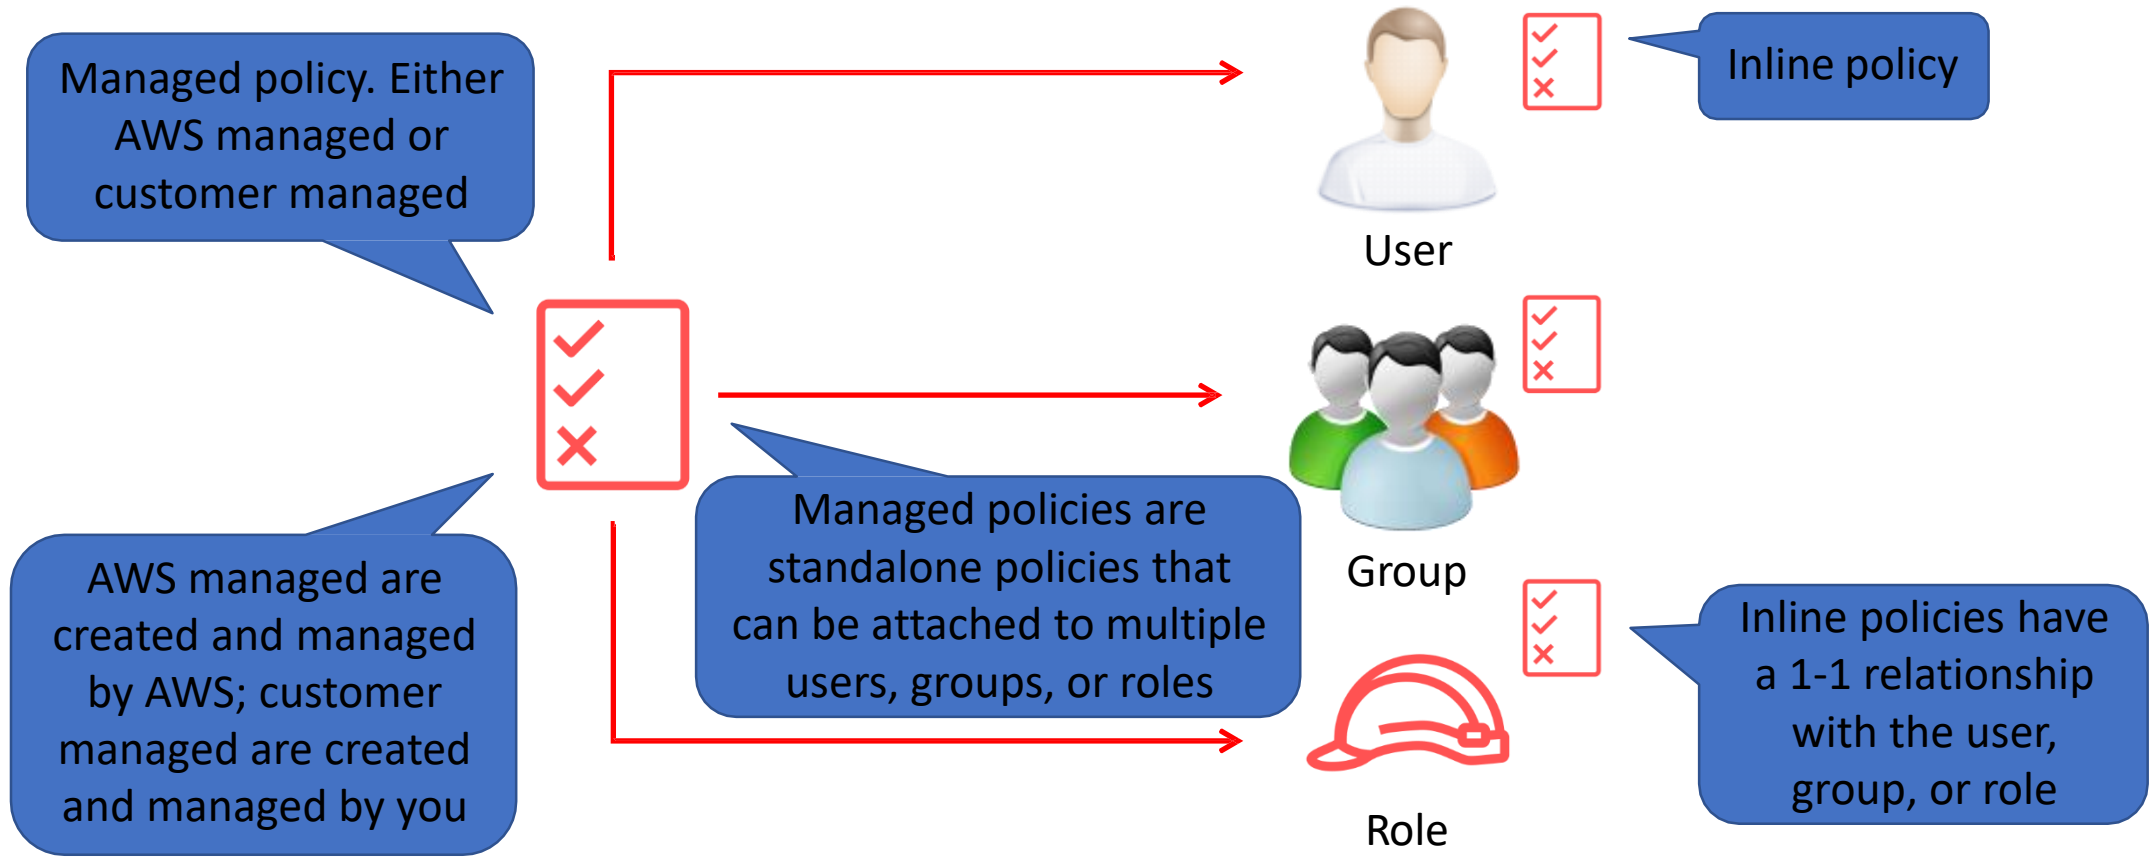 Managed policy. Either
AWS managed or
customer managed
Inline policy
User
Managed policies are
standalone policies that
can be attached to multiple
users, groups, or roles
Group
AWS managed are
created and managed
by AWS; customer
managed are created
and managed by you
Inline policies have
a 1-1 relationship
with the user,
group, or role
Role